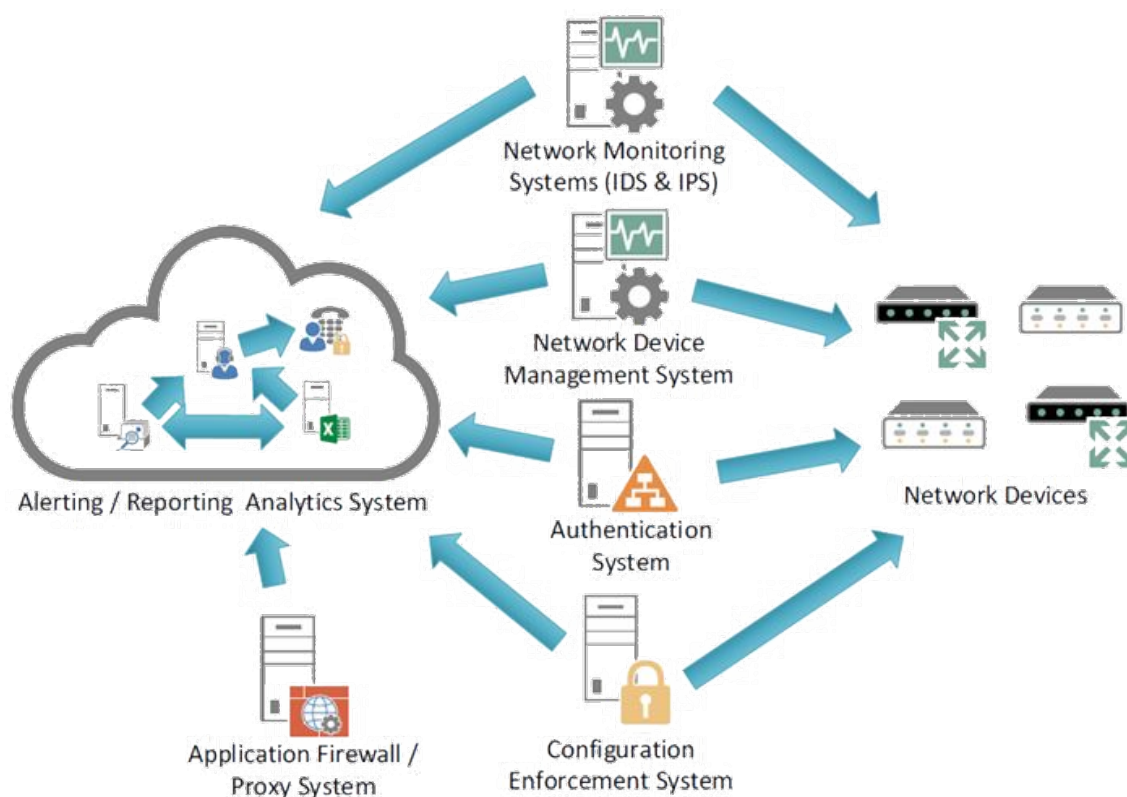 Network Monitoring
Systems (IDS & IPS)
Network Device
Management System
Alerting / Reporting Analytics System
Network Devices
Authentication
System
Application Firewall /
Proxy System
Configuration
Enforcement System